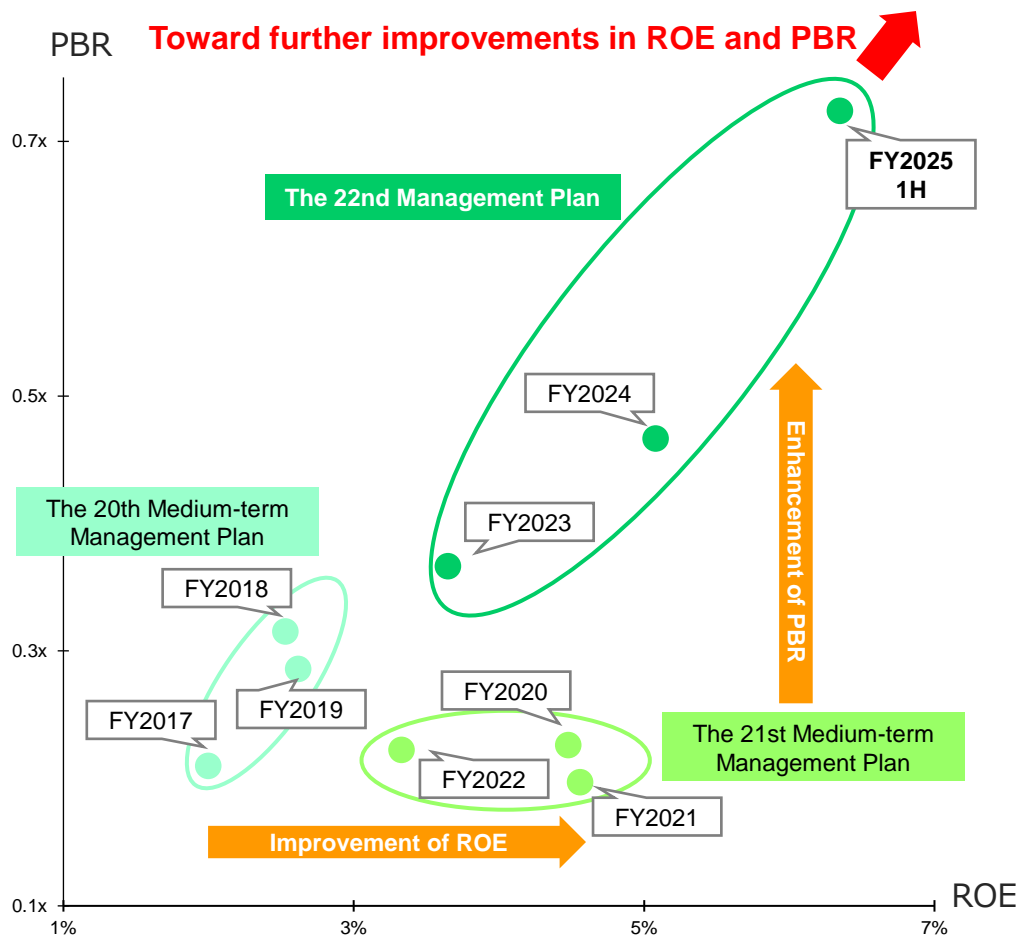 PBR
Toward further improvements in ROE and PBR
0.7x
FY2025
1H
The 22nd Management Plan
0.5x
FY2024
Enhancement of PBR
The 20th Medium-term
Management Plan
FY2023
FY2018
0.3x
FY2019
FY2017
FY2020
The 21st Medium-term
Management Plan
FY2022
FY2021
Improvement of ROE
0.1x
ROE
1%
3%
5%
7%